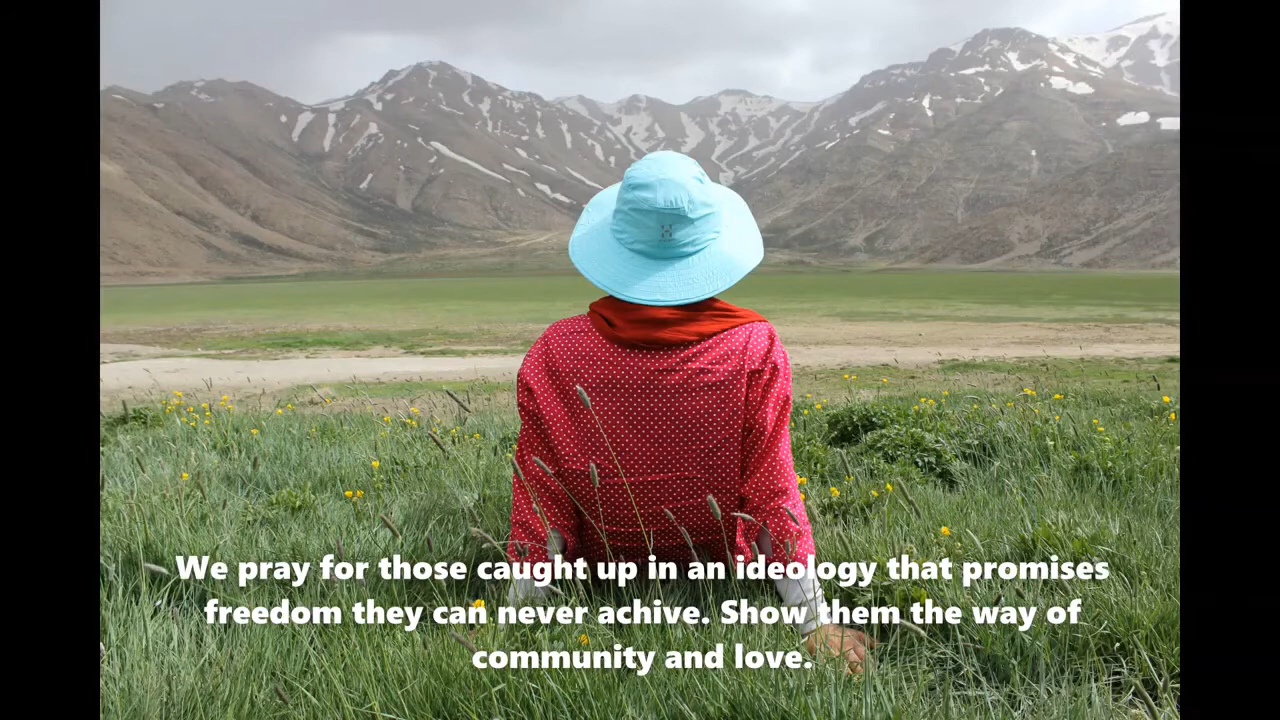 We pray for those caught up in an ideology that promises
freedom they can never achive. Show them the way of
community and love.